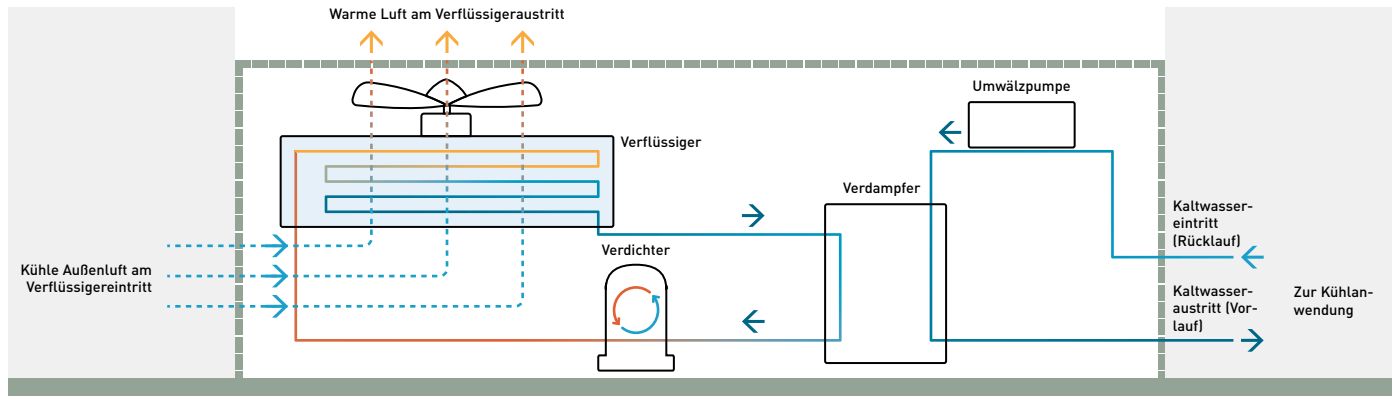 Warme Luft am Verflüssigeraustritt
Umwälzpumpe
Verflüssiger
Verdampfer
Kaltwasser-
eintritt
(Rücklauf)
Verdichter
Kühle Außenluft am
Verflüssigereintritt
Kaltwasser-
austritt (Vor-
lauf)
Zur Kühlan-
wendung